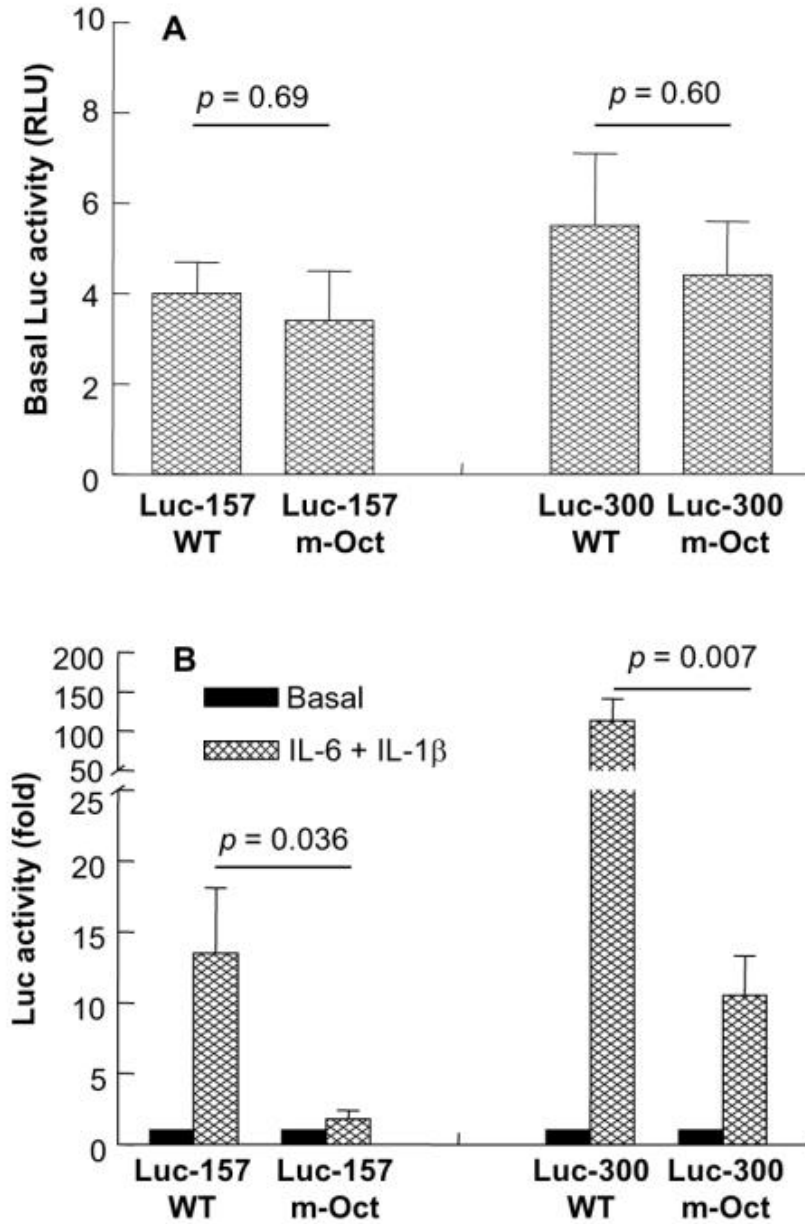 A
Basal Luc activity (RLU)
10
8
6
4
2
0
p = 0.69
p = 0.60
Luc-157
WT
Luc-157
m-Oct
Luc-300
WT
Luc-300
m-Oct
B
Luc activity (fold)
200
150
100
50
25
20
15
10
5
0
Basal
IL-6 + IL-1β
p = 0.036
p = 0.007
Luc-157
WT
Luc-157
m-Oct
Luc-300
WT
Luc-300
m-Oct